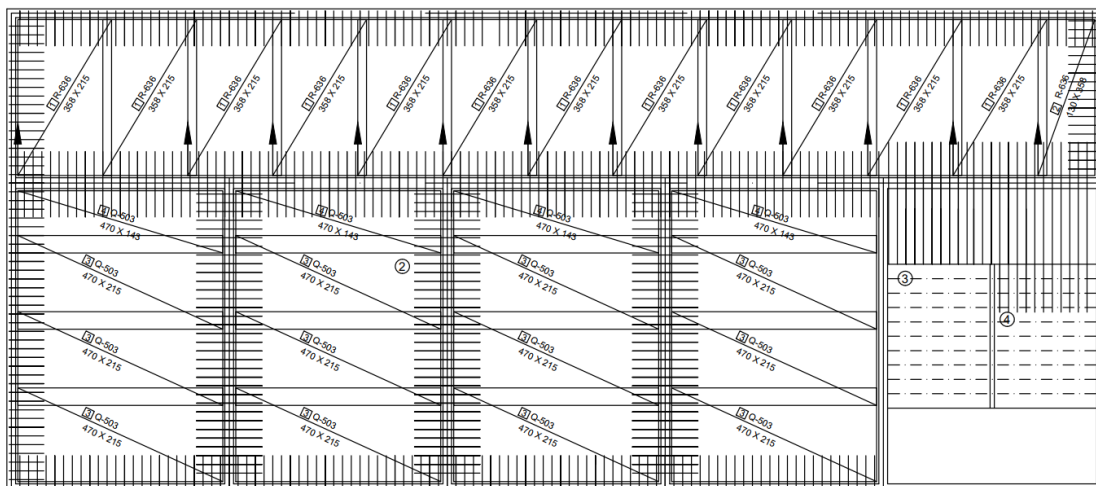 1 R-636
358 X 215
1 R-636
358 X 215
1 R-636
358 X 215
1 R-636
358 X 215
1 R-636
358 X 215
1 R-636
358 X 215
1 R-636
358 X 215
1 R-636
358 X 215
1 R-636
358 X 215
1 R-636
358 X 215
1 R-636
358 X 215
1 R-636
358 X 215
2 R-636
130 X 358
4 Q-503
470 X 143
4 Q-503
470 X 143
4 Q-503
470 X 143
4 Q-503
470 X 143
3 Q-503
470 X 215
3 Q-503
470 X 215
②
3 Q-503
470 X 215
3 Q-503
470 X 215
③
3 Q-503
470 X 215
3 Q-503
470 X 215
3 Q-503
470 X 215
3 Q-503
470 X 215
④
3 Q-503
470 X 215
3 Q-503
470 X 215
3 Q-503
470 X 215
3 Q-503
470 X 215